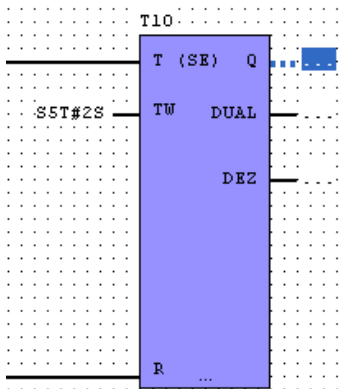 T10
T (SE) Q
S5T#2S TW DUAL ...
DEZ ...
R ...